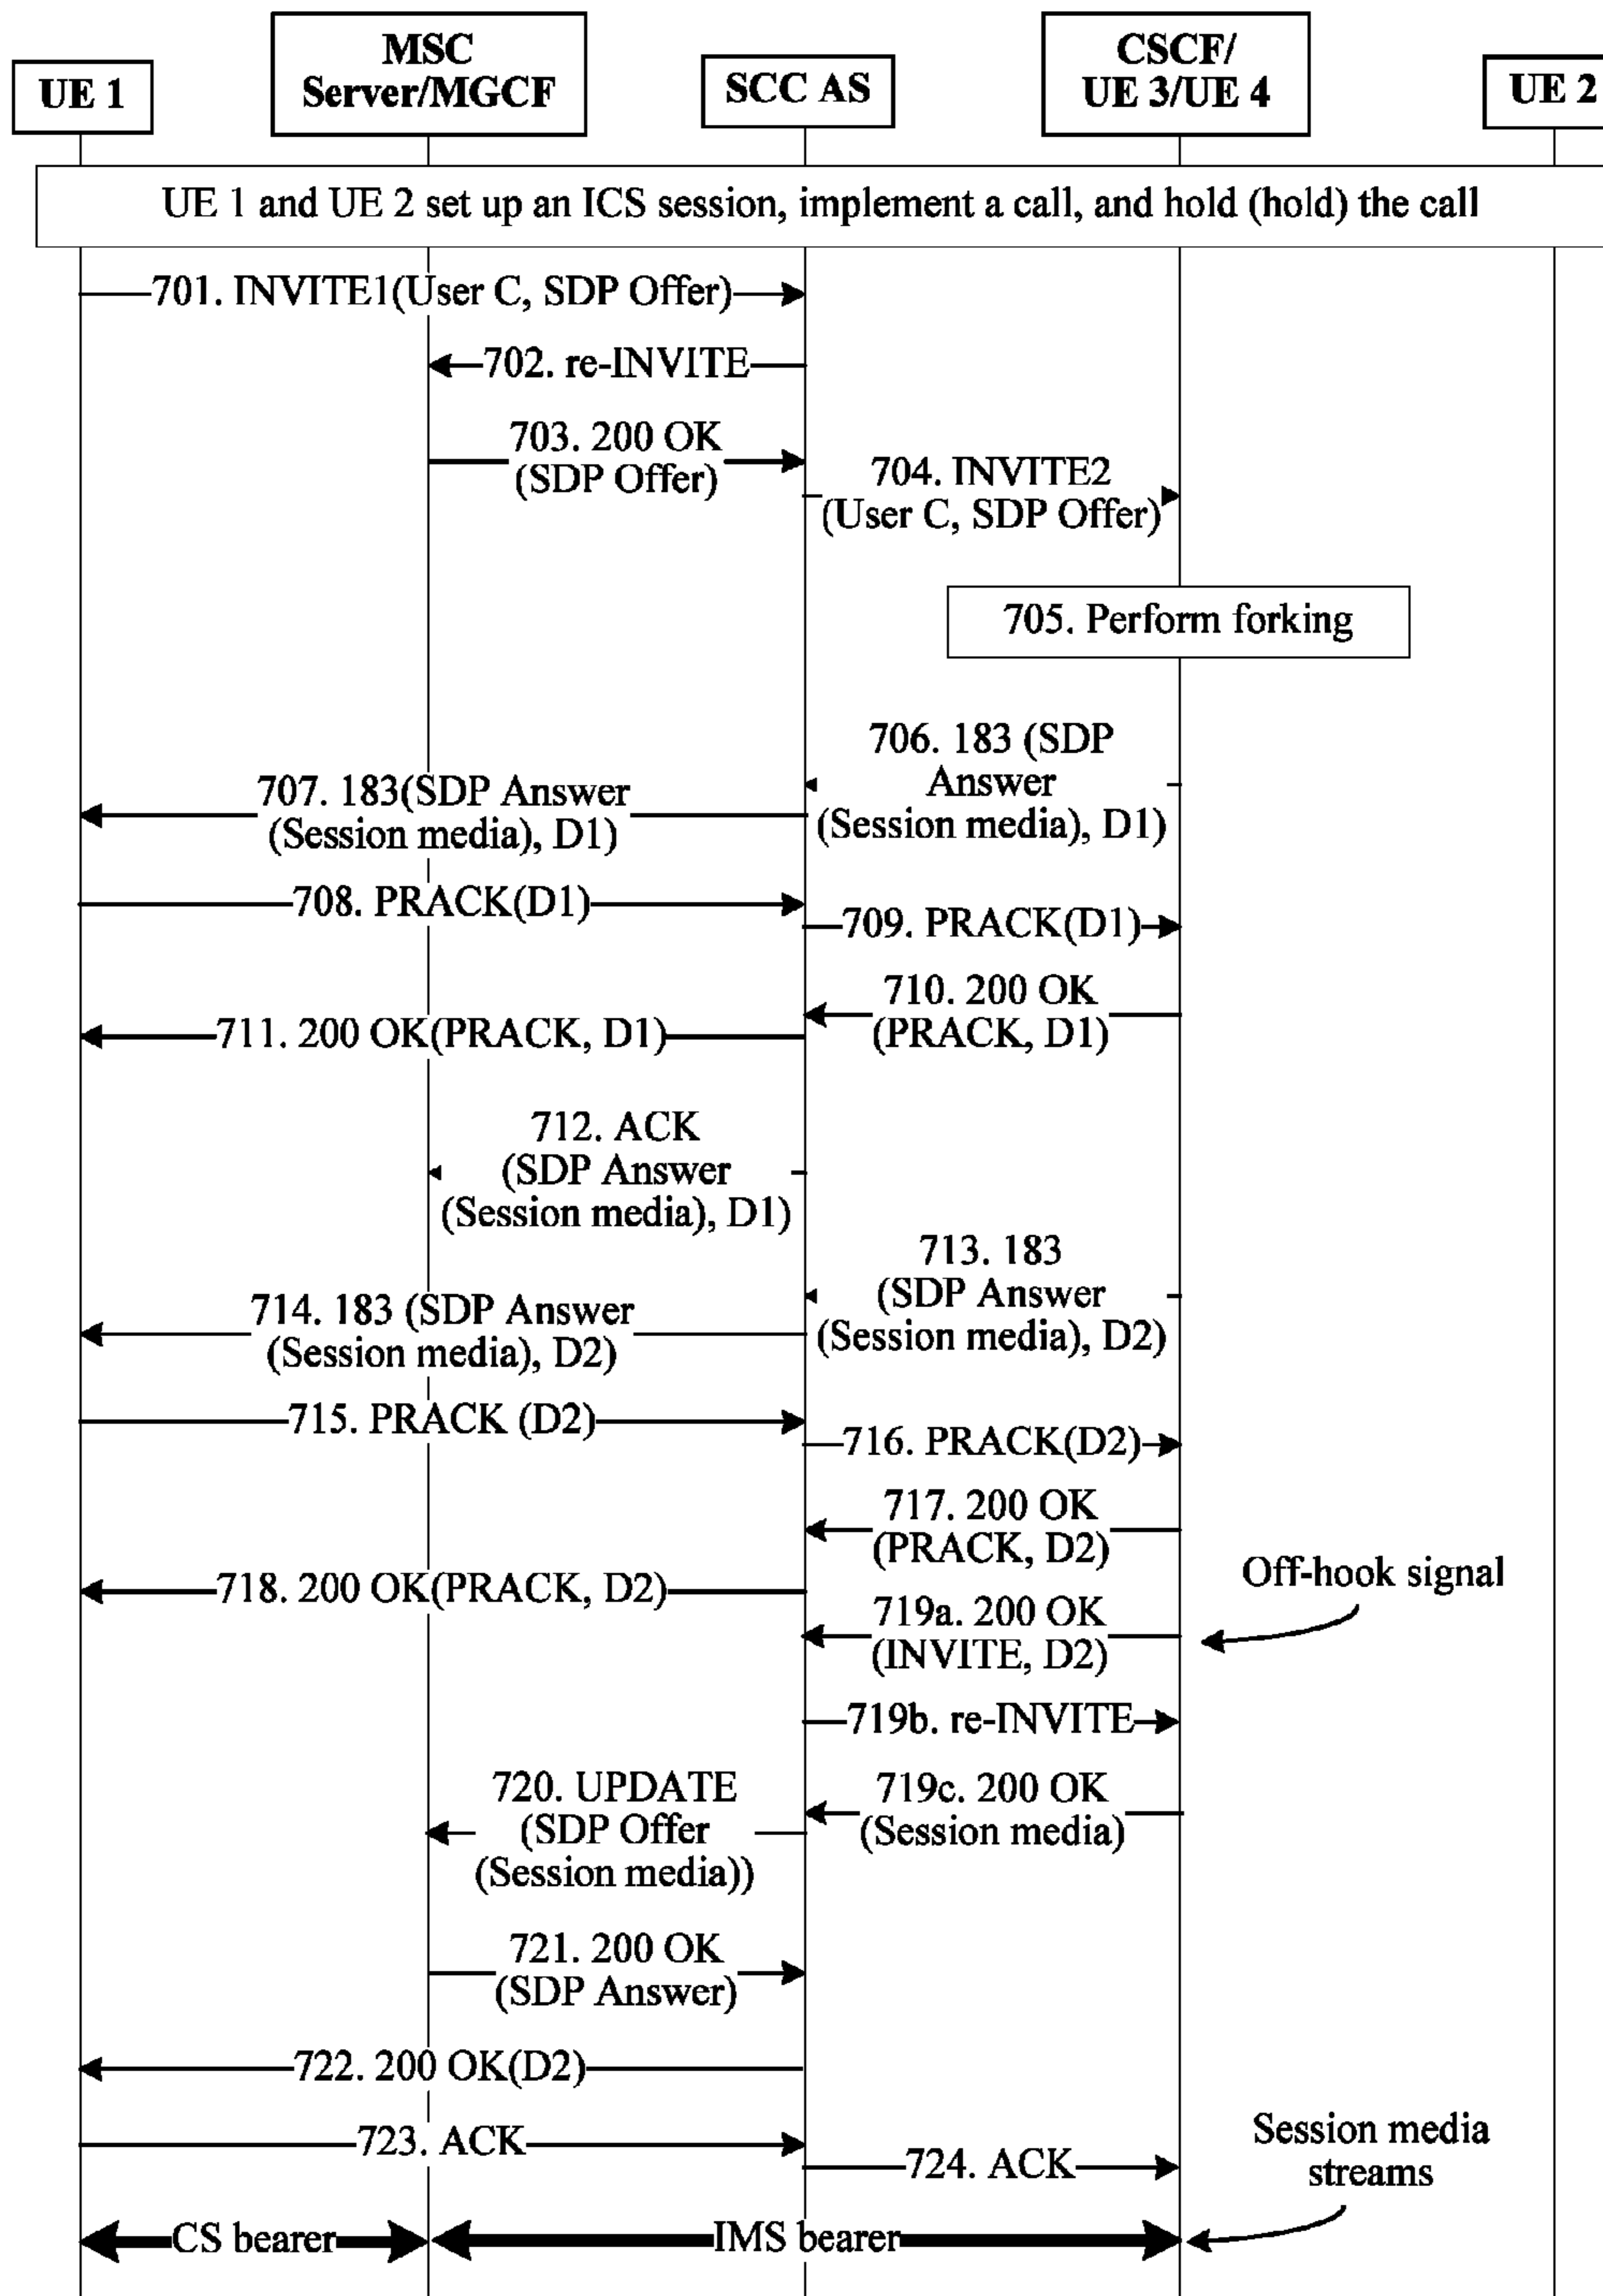 UE 1
MSC
Server/MGCF
SCC AS
CSCF/
UE 3/UE 4
UE 2
UE 1 and UE 2 set up an ICS session, implement a call, and hold (hold) the call
701. INVITE1(User C, SDP Offer)
702. re-INVITE
703. 200 OK
(SDP Offer)
704. INVITE2
(User C, SDP Offer)
705. Perform forking
706. 183 (SDP
Answer
(Session media), D1)
707. 183(SDP Answer
(Session media), D1)
708. PRACK(D1)
709. PRACK(D1)
710. 200 OK
(PRACK, D1)
711. 200 OK(PRACK, D1)
712. ACK
(SDP Answer
(Session media), D1)
713. 183
(SDP Answer
(Session media), D2)
714. 183 (SDP Answer
(Session media), D2)
715. PRACK (D2)
716. PRACK(D2)
717. 200 OK
(PRACK, D2)
718. 200 OK(PRACK, D2)
Off-hook signal
719a. 200 OK
(INVITE, D2)
719b. re-INVITE
719c. 200 OK
(Session media)
720. UPDATE
(SDP Offer
(Session media))
721. 200 OK
(SDP Answer)
722. 200 OK(D2)
723. ACK
724. ACK
Session media
streams
CS bearer
IMS bearer